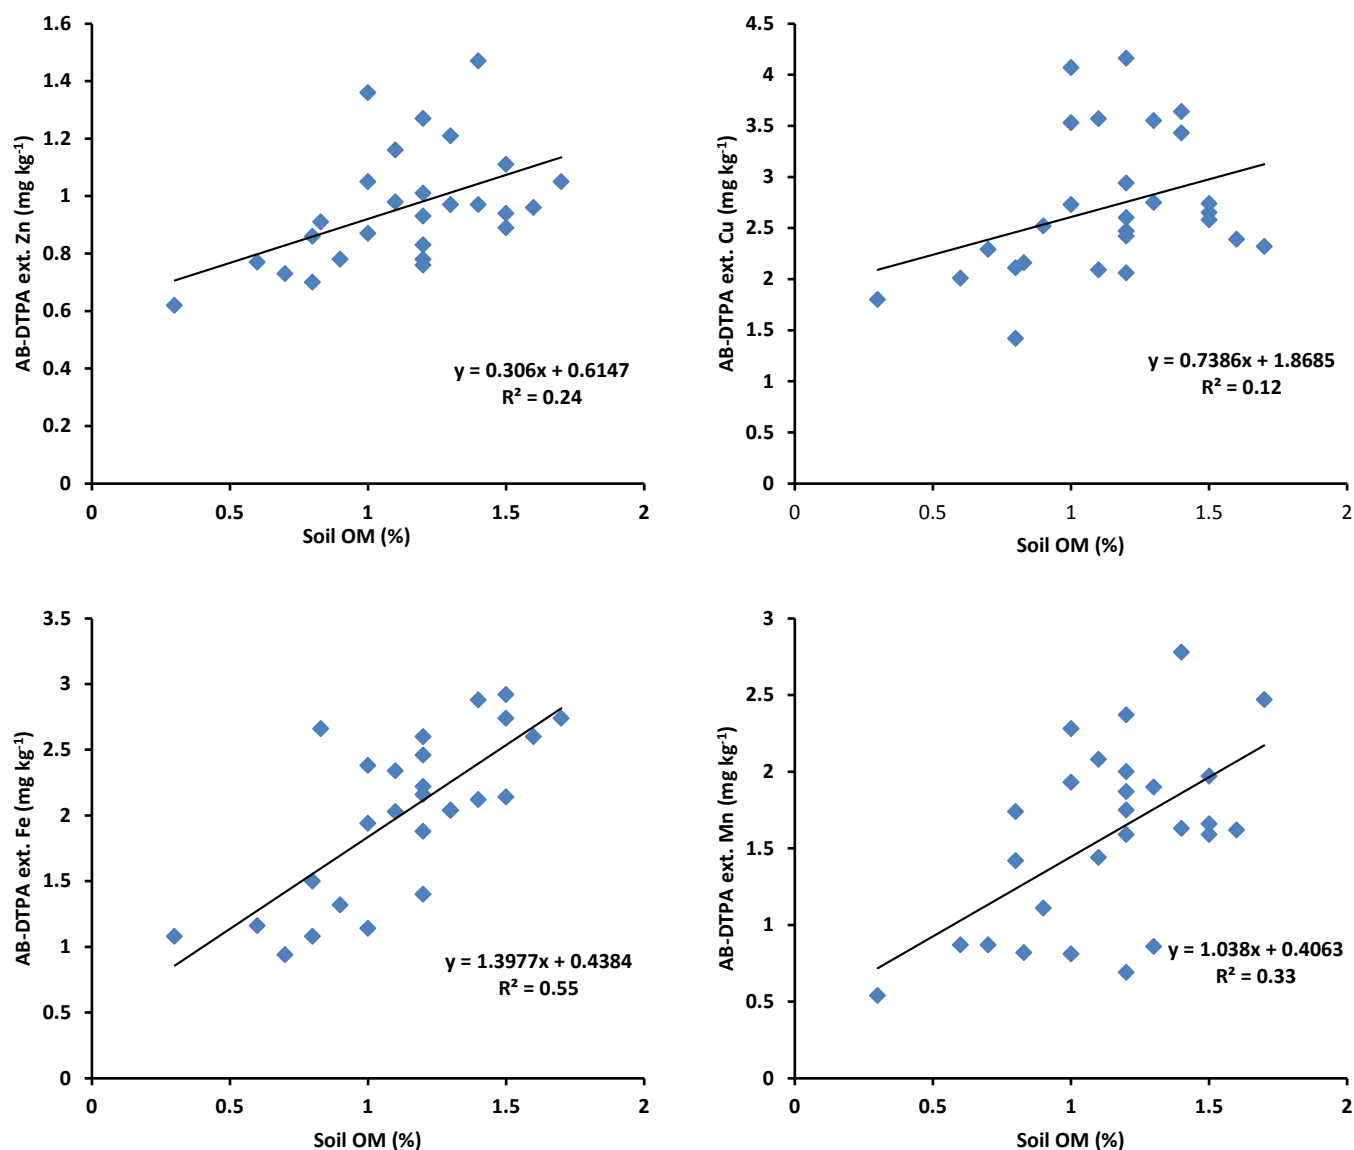 AB-DTPA ext. Zn (mg kg⁻¹)
1.6
1.4
1.2
1
0.8
0.6
0.4
0.2
0
y = 0.306x + 0.6147
R² = 0.24
0 0.5 1 1.5 2
Soil OM (%)
AB-DTPA ext. Cu (mg kg⁻¹)
4.5
4
3.5
3
2.5
2
1.5
1
0.5
0
y = 0.7386x + 1.8685
R² = 0.12
0 0.5 1 1.5 2
Soil OM (%)
AB-DTPA ext. Fe (mg kg⁻¹)
3.5
3
2.5
2
1.5
1
0.5
0
y = 1.3977x + 0.4384
R² = 0.55
0 0.5 1 1.5 2
Soil OM (%)
AB-DTPA ext. Mn (mg kg⁻¹)
3
2.5
2
1.5
1
0.5
0
y = 1.038x + 0.4063
R² = 0.33
0 0.5 1 1.5 2
Soil OM (%)